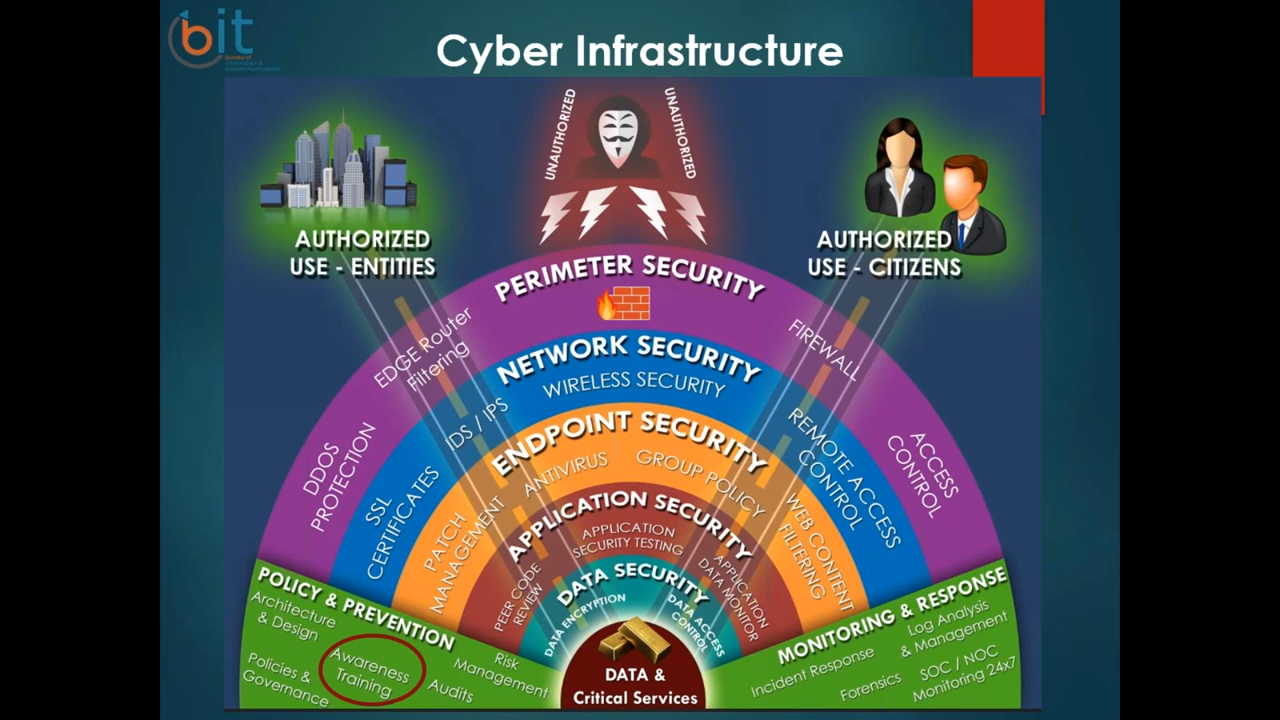 bit
Bureau of
Information &
Telecommunications
Cyber Infrastructure
UNAUTHORIZED
UNAUTHORIZED
AUTHORIZED
USE - ENTITIES
AUTHORIZED
USE - CITIZENS
PERIMETER SECURITY
DDOS
PROTECTION
EDGE Router
Filtering
FIREWALL
ACCESS
CONTROL
NETWORK SECURITY
WIRELESS SECURITY
SSL
CERTIFICATES
IDS / IPS
REMOTE ACCESS
CONTROL
ENDPOINT SECURITY
PATCH
MANAGEMENT
ANTIVIRUS
GROUP POLICY
WEB CONTENT
FILTERING
APPLICATION SECURITY
PEER CODE
REVIEW
APPLICATION
SECURITY TESTING
APPLICATION
DATA MONITOR
DATA SECURITY
DATA ENCRYPTION
DATA ACCESS
CONTROL
POLICY & PREVENTION
Architecture
& Design
Policies &
Governance
Awareness
Training
Audits
Risk
Management
DATA &
Critical Services
MONITORING & RESPONSE
Incident Response
Log Analysis
& Management
Forensics
SOC / NOC
Monitoring 24x7